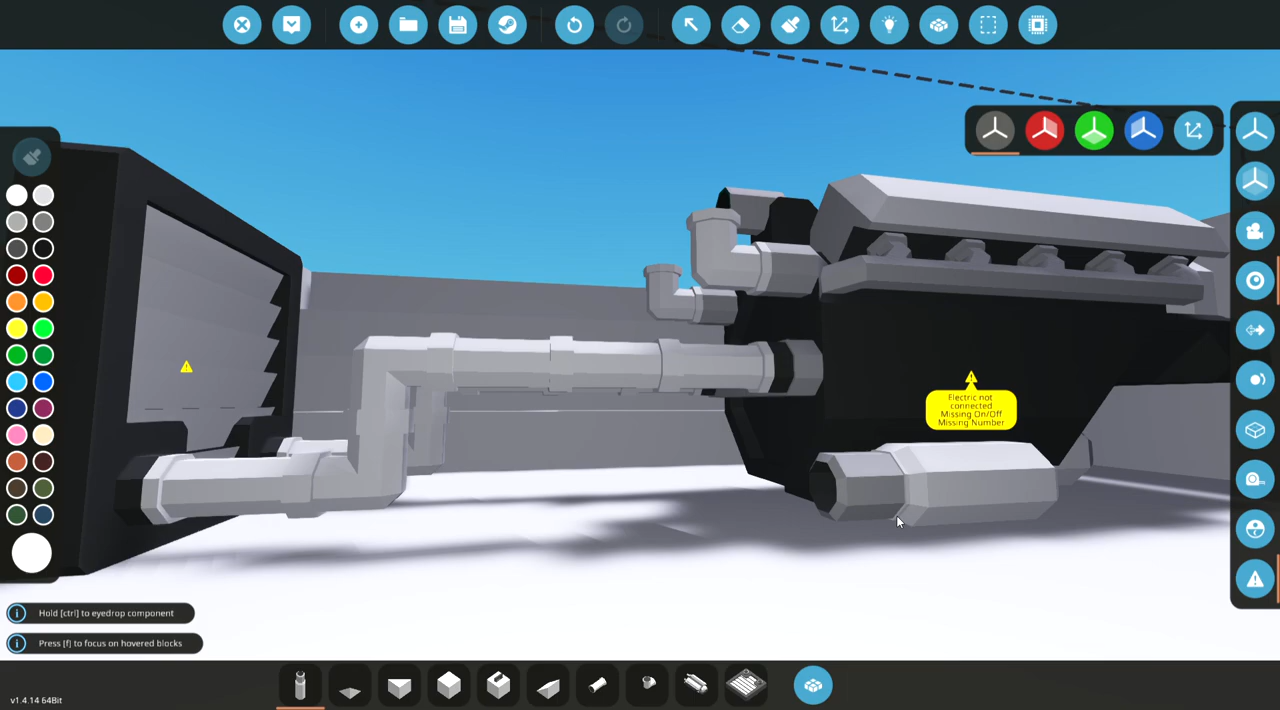 Electric not
connected
Missing On/Off
Missing Number
Hold [ctrl] to eyedrop component
Press [f] to focus on hovered blocks
v1.4.14 64Bit